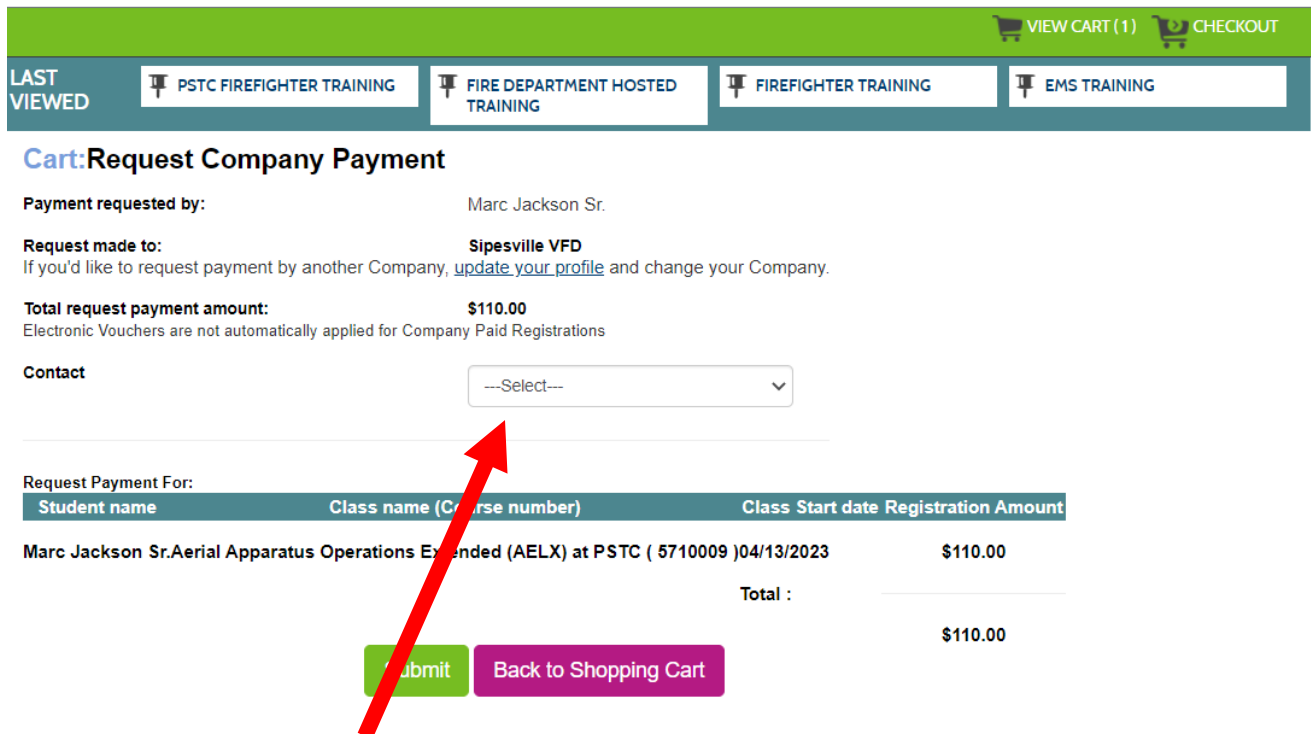 VIEW CART (1) CHECKOUT
LAST VIEWED
PSTC FIREFIGHTER TRAINING
FIRE DEPARTMENT HOSTED TRAINING
FIREFIGHTER TRAINING
EMS TRAINING
Cart:Request Company Payment
Payment requested by: Marc Jackson Sr.
Request made to: Sipesville VFD
If you'd like to request payment by another Company, update your profile and change your Company.
Total request payment amount: $110.00
Electronic Vouchers are not automatically applied for Company Paid Registrations
Contact ---Select---
Request Payment For:
Student name Class name (Course number) Class Start date Registration Amount
Marc Jackson Sr.Aerial Apparatus Operations Extended (AELX) at PSTC ( 5710009 )04/13/2023 $110.00
Total :
$110.00
Submit Back to Shopping Cart